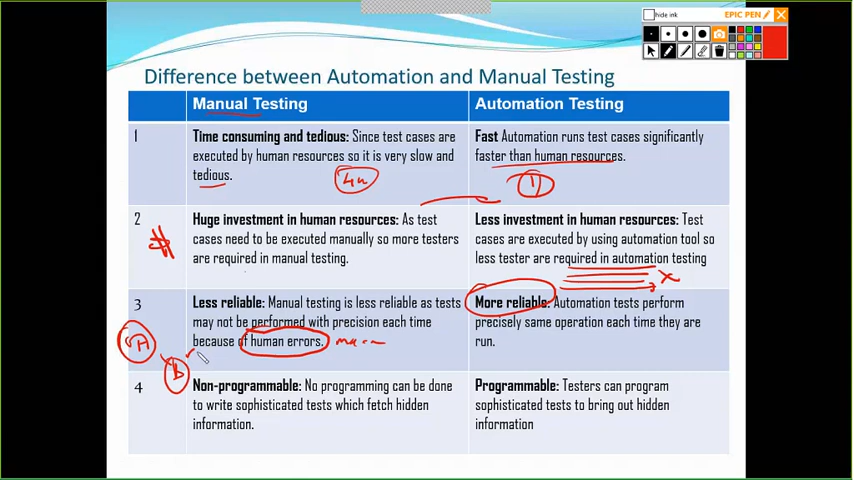 hide ink
EPIC PEN
Difference between Automation and Manual Testing
Manual Testing
Automation Testing
1
Time consuming and tedious: Since test cases are
executed by human resources so it is very slow and
tedious.
Fast Automation runs test cases significantly
faster than human resources.
1
2
Huge investment in human resources: As test
cases need to be executed manually so more testers
are required in manual testing.
Less investment in human resources: Test
cases are executed by using automation tool so
less tester are required in automation testing
3
Less reliable: Manual testing is less reliable as tests
may not be performed with precision each time
because of human errors.
More reliable: Automation tests perform
precisely same operation each time they are
run.
4
Non-programmable: No programming can be done
to write sophisticated tests which fetch hidden
information.
Programmable: Testers can program
sophisticated tests to bring out hidden
information